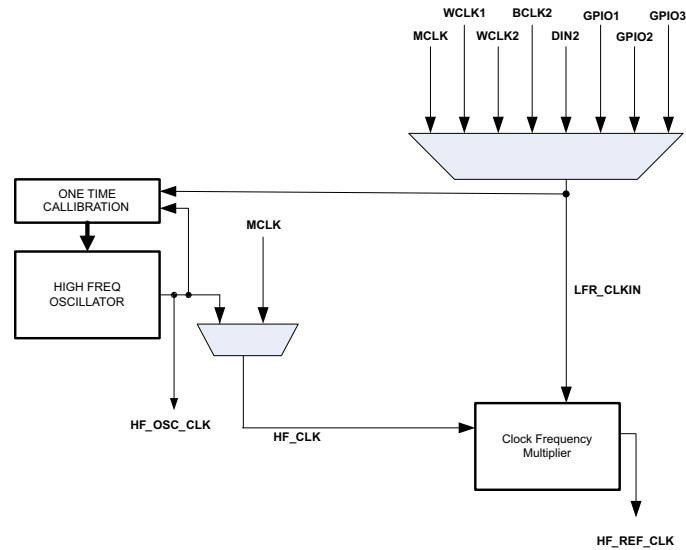 WCLK1 BCLK2 GPIO1 GPIO3
MCLK WCLK2 DIN2 GPIO2
ONE TIME
CALLIBRATION
MCLK
HIGH FREQ
OSCILLATOR
LFR_CLKIN
HF_OSC_CLK
HF_CLK
Clock Frequency
Multiplier
HF_REF_CLK